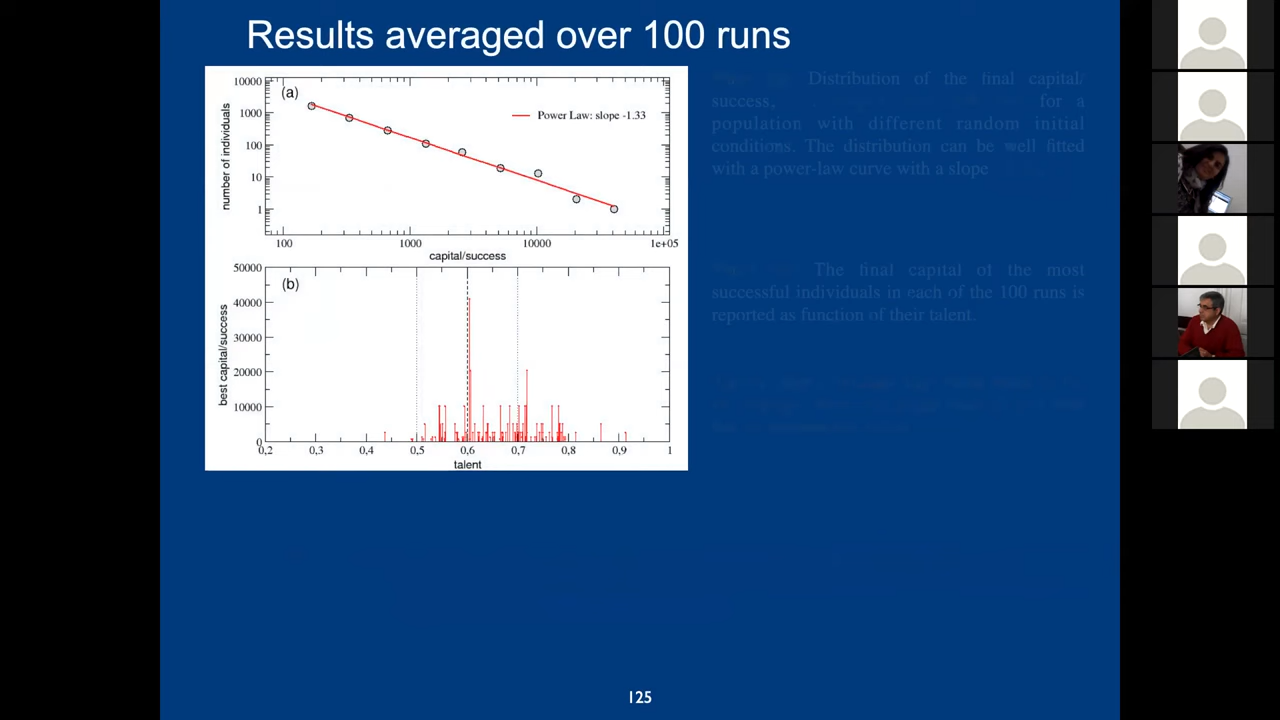 Results averaged over 100 runs
(a)
Power Law: slope -1.33
number of individuals
10000
1000
100
10
1
100
1000
10000
1e+05
capital/success
(b)
best capital/success
50000
40000
30000
20000
10000
0
0,2
0,3
0,4
0,5
0,6
0,7
0,8
0,9
1
talent
Distribution of the final capital/
success, for a
population with different random initial
conditions. The distribution can be well fitted
with a power-law curve with a slope
The final capital of the most
successful individuals in each of the 100 runs is
reported as function of their talent.
125